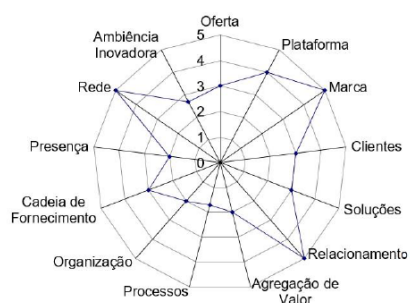 Oferta
Plataforma
Marca
Clientes
Soluções
Relacionamento
Agregação de
Valor
Processos
Organização
Cadeia de
Fornecimento
Presença
Rede
Ambiência
Inovadora
5
4
3
2
1
0